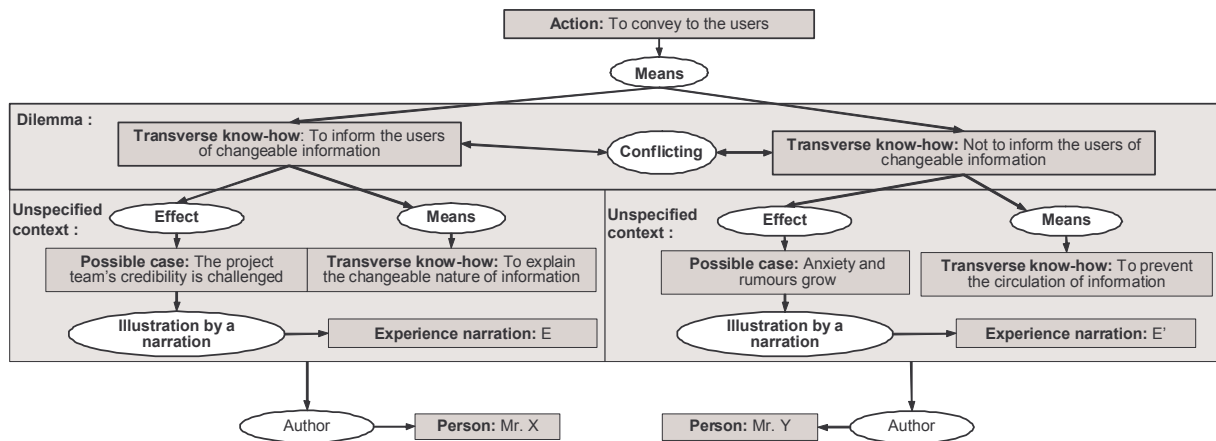 Action: To convey to the users
Means
Dilemma :
Transverse know-how: To inform the users
of changeable information
Conflicting
Transverse know-how: Not to inform the users of
changeable information
Unspecified
context :
Effect
Means
Possible case: The project
team's credibility is challenged
Transverse know-how: To explain
the changeable nature of information
Illustration by a
narration
Experience narration: E
Unspecified
context :
Effect
Means
Possible case: Anxiety and
rumours grow
Transverse know-how: To prevent
the circulation of information
Illustration by a
narration
Experience narration: E'
Author
Person: Mr. X
Person: Mr. Y
Author